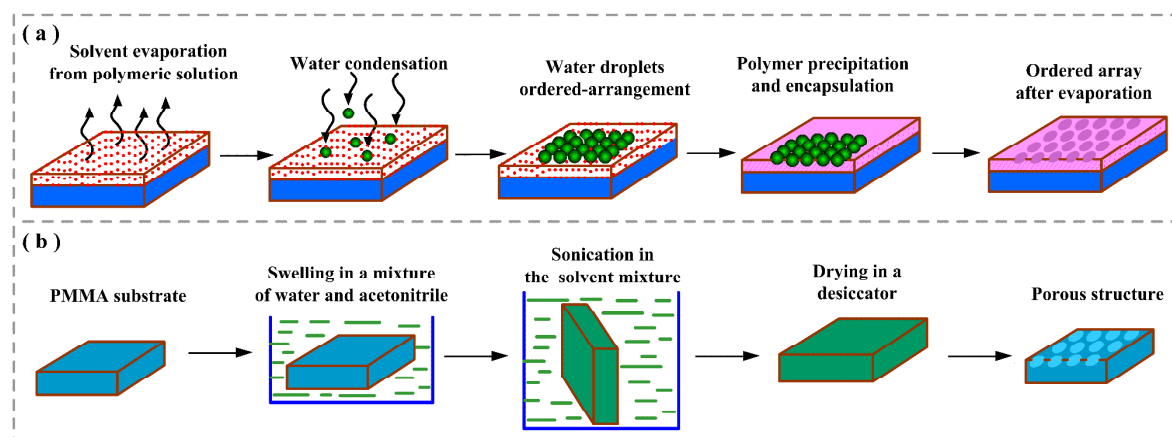 ( a )
Solvent evaporation
from polymeric solution
Water condensation
Water droplets
ordered-arrangement
Polymer precipitation
and encapsulation
Ordered array
after evaporation
( b )
PMMA substrate
Swelling in a mixture
of water and acetonitrile
Sonication in
the solvent mixture
Drying in a
desiccator
Porous structure